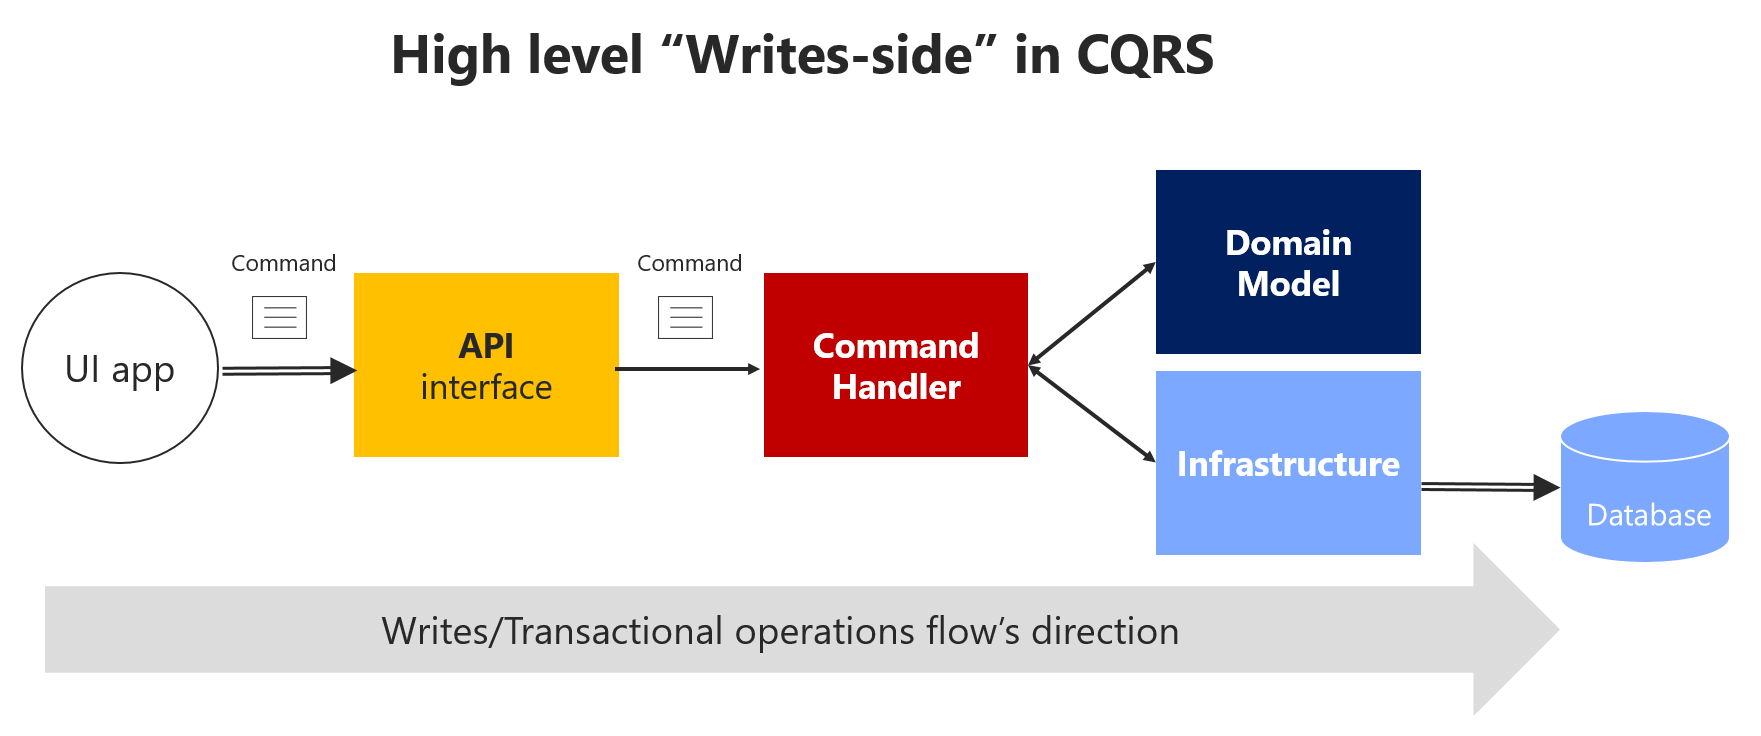 High level “Writes-side” in CQRS
UI app
Command
API
interface
Command
Command
Handler
Domain
Model
Infrastructure
Database
Writes/Transactional operations flow’s direction